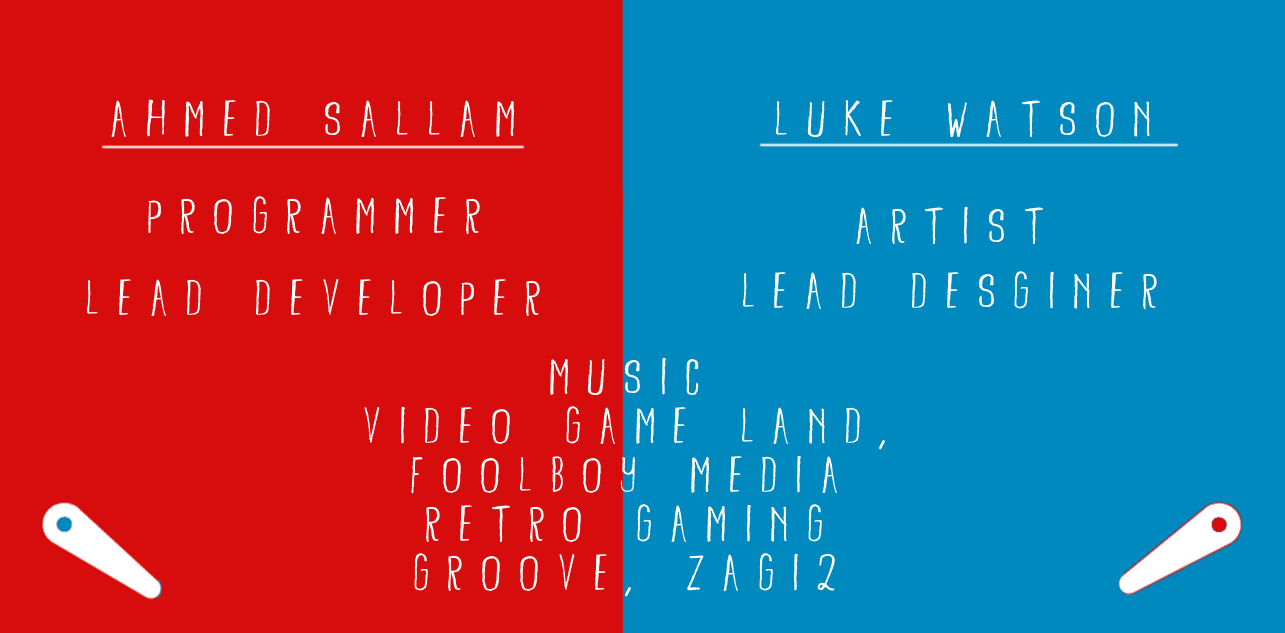 AHMED SALLAM
PROGRAMMER
LEAD DEVELOPER
LUKE WATSON
ARTIST
LEAD DESGINER
MUSIC
VIDEO GAME LAND,
FOOLBOY MEDIA
RETRO GAMING
GROOVE, ZAGI2